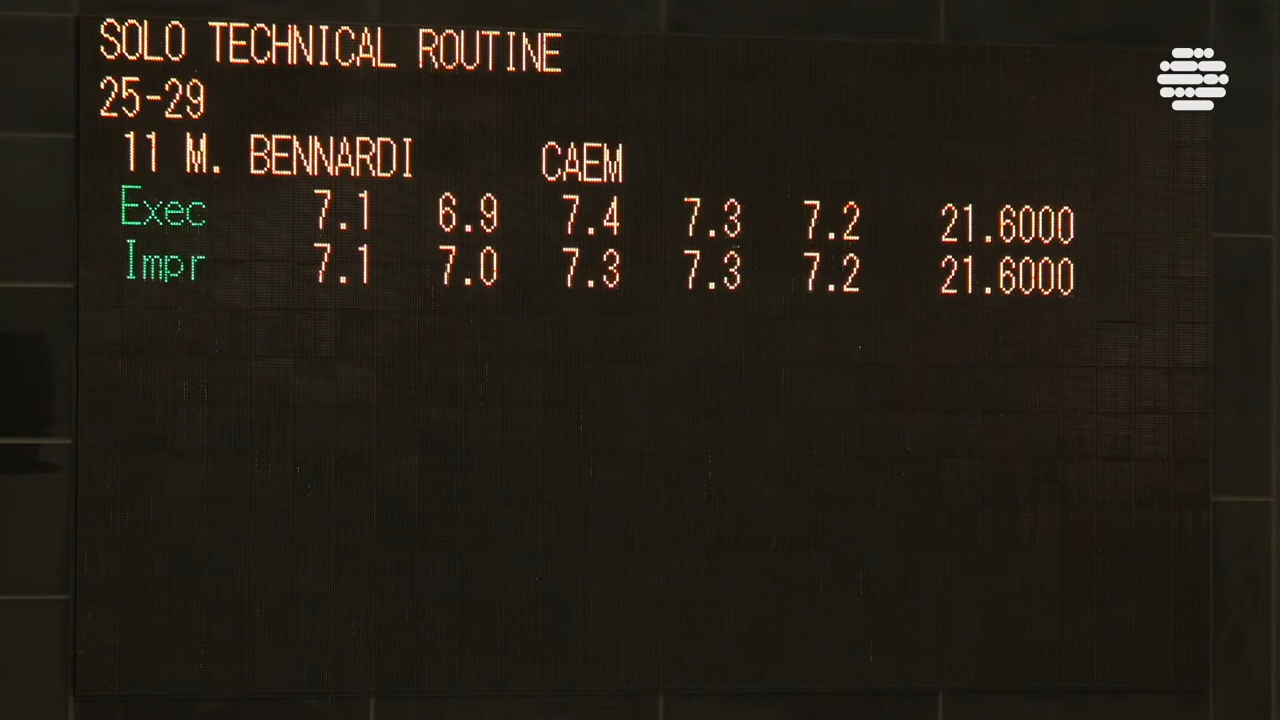 SOLO TECHNICAL ROUTINE
25-29
11 M. BENNARDI CAEM
Exec 7.1 6.9 7.4 7.3 7.2 21.6000
Impr 7.1 7.0 7.3 7.3 7.2 21.6000